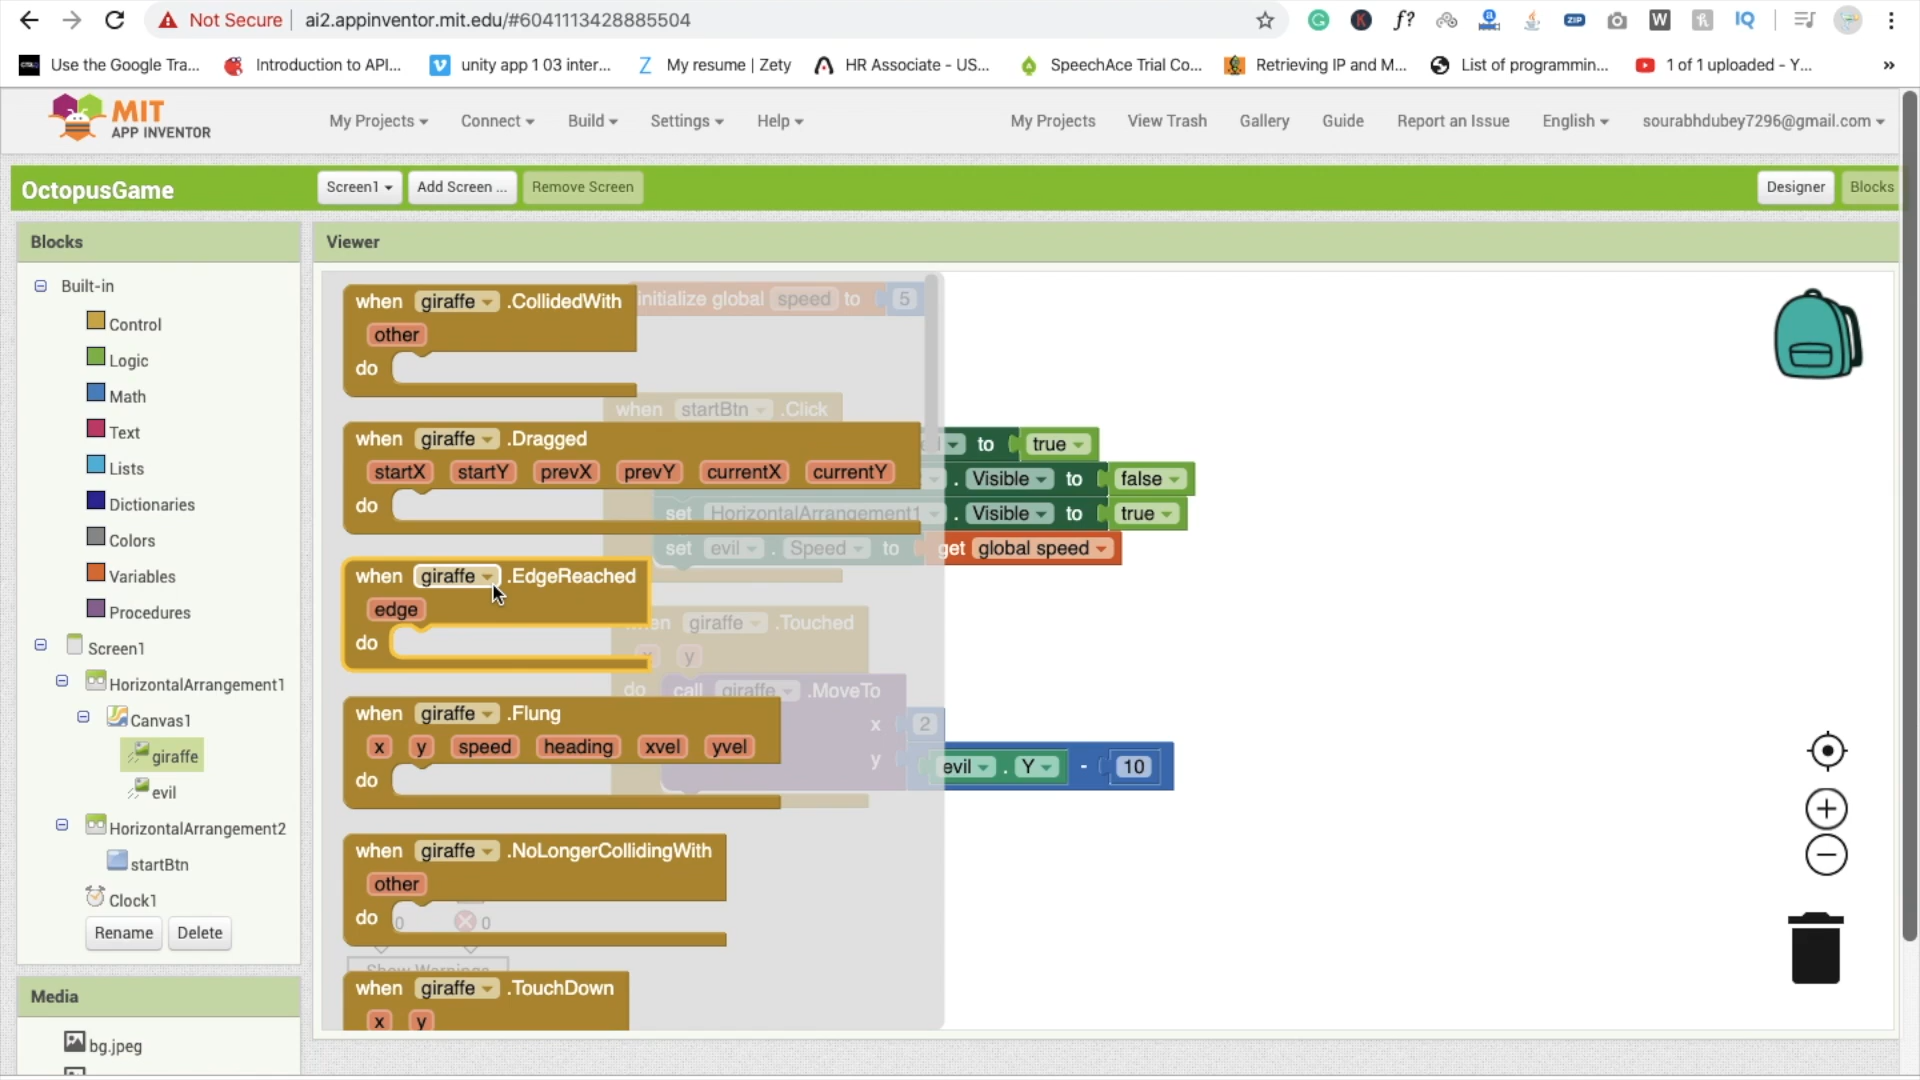 Not Secure ai2.appinventor.mit.edu/#6041113428885504
Use the Google Tra... Introduction to API... unity app 1 03 inter... My resume | Zety HR Associate - US... SpeechAce Trial Co... Retrieving IP and M... List of programmin... 1 of 1 uploaded - Y... »
MIT
APP INVENTOR
My Projects Connect Build Settings Help My Projects View Trash Gallery Guide Report an Issue English sourabhdubey7296@gmail.com
OctopusGame Screen1 Add Screen ... Remove Screen Designer Blocks
Blocks
Built-in
Control
Logic
Math
Text
Lists
Dictionaries
Colors
Variables
Procedures
Screen1
HorizontalArrangement1
Canvas1
giraffe
evil
HorizontalArrangement2
startBtn
Clock1
Rename Delete
Media
bg.jpeg
Viewer
when giraffe .CollidedWith
other
do
when giraffe .Dragged
startX startY prevX prevY currentX currentY
do
when giraffe .EdgeReached
edge
do
when giraffe .Flung
x y speed heading xvel yvel
do
when giraffe .NoLongerCollidingWith
other
do
when giraffe .TouchDown
x y
initialize global speed to 5
when startBtn .Click
to true
. Visible to false
set HorizontalArrangement1 . Visible to true
set evil . Speed to get global speed
when giraffe .Touched
x y
do call giraffe .MoveTo
x 2
y evil . Y - 10
0 0
Show Warnings